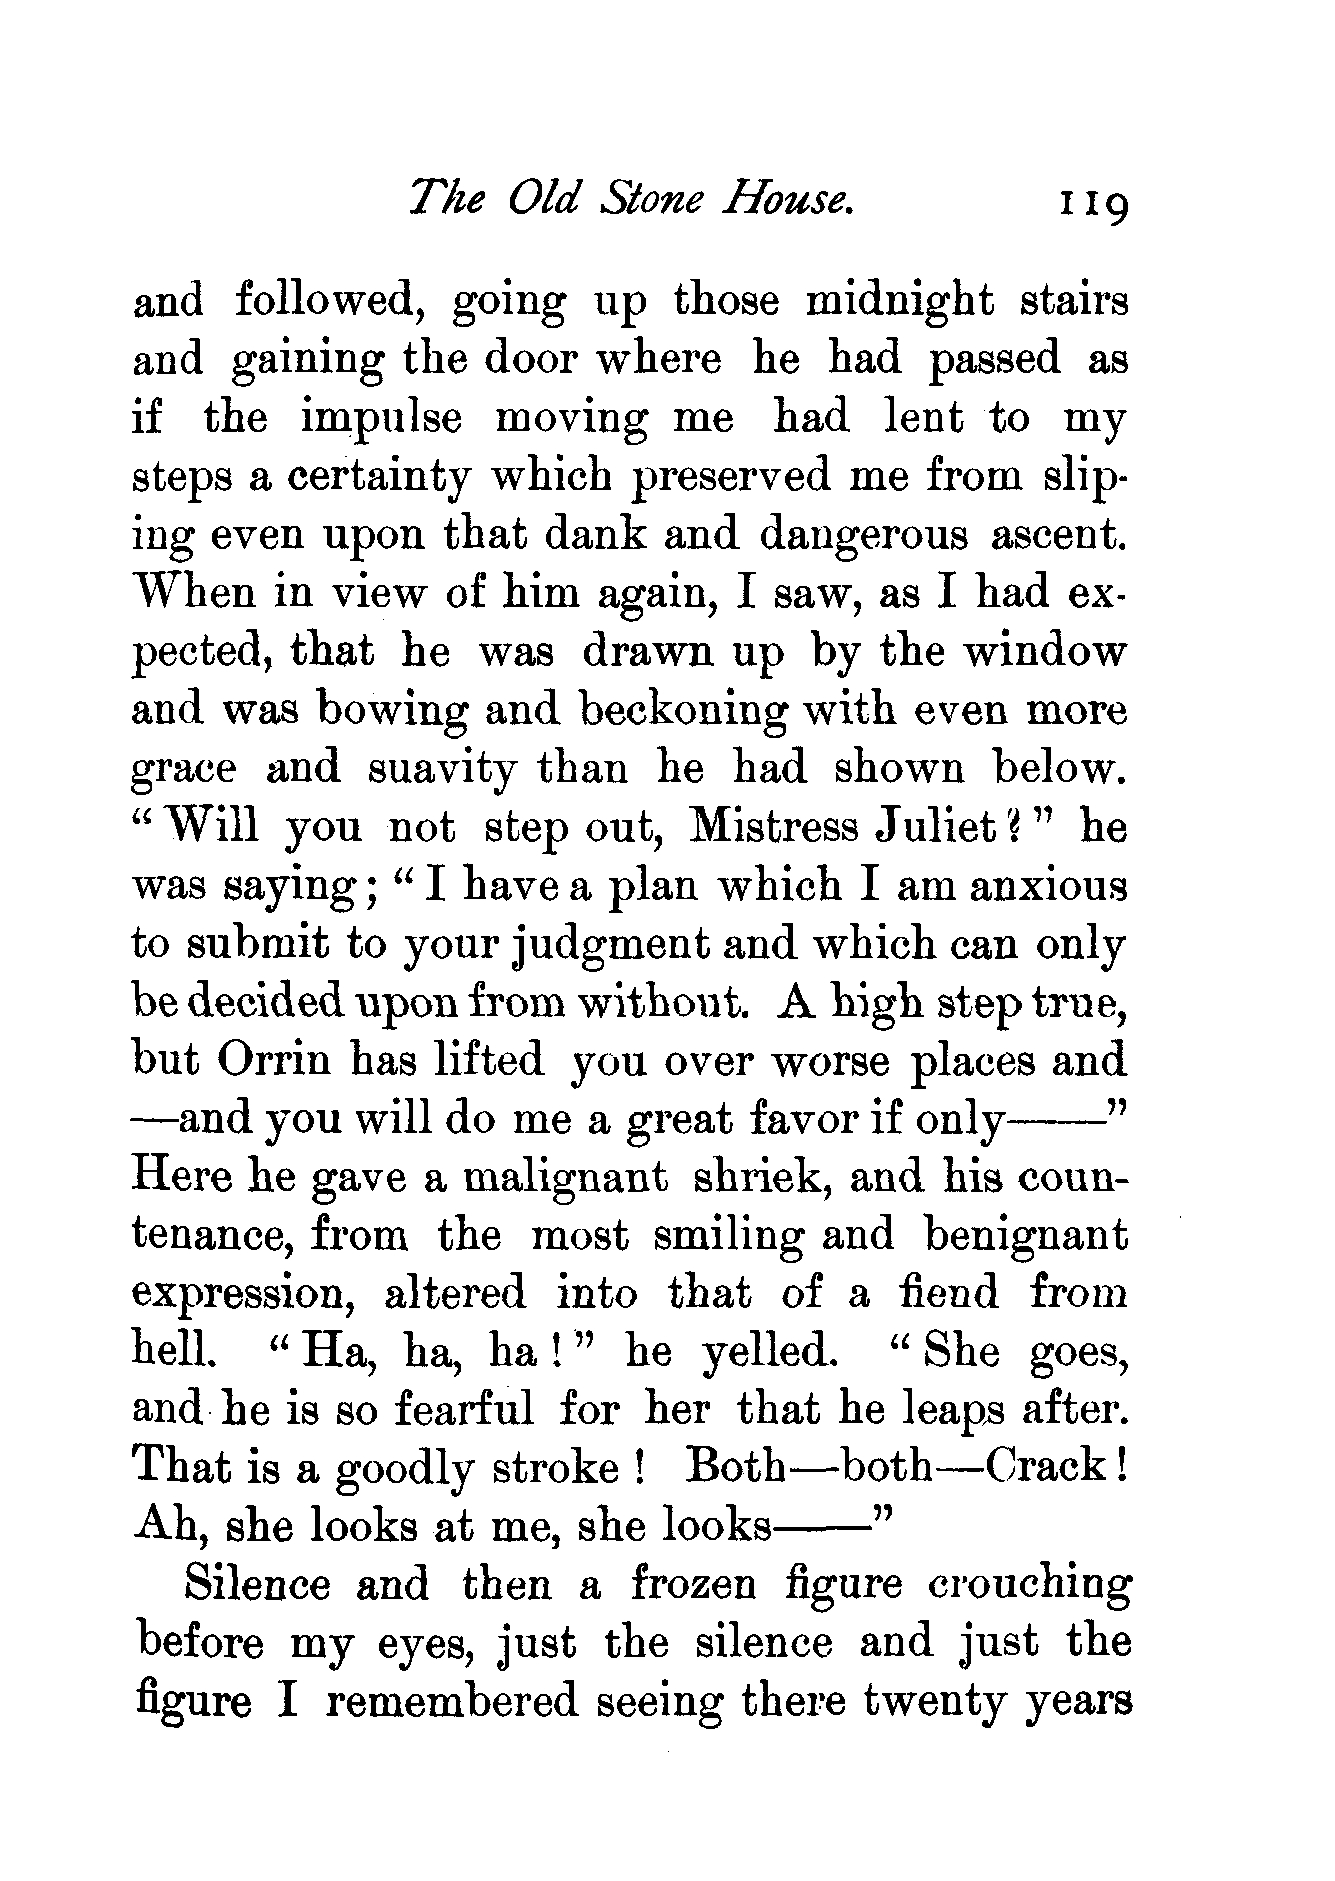 The Old Stone House. 119
and followed, going up those midnight stairs
and gaining the door where he had passed as
if the impulse moving me had lent to my
steps a certainty which preserved me from slip-
ing even upon that dank and dangerous ascent.
When in view of him again, I saw, as I had ex-
pected, that he was drawn up by the window
and was bowing and beckoning with even more
grace and suavity than he had shown below.
“ Will you not step out, Mistress Juliet ? ” he
was saying ; “ I have a plan which I am anxious
to submit to your judgment and which can only
be decided upon from without. A high step true,
but Orrin has lifted you over worse places and
—and you will do me a great favor if only——”
Here he gave a malignant shriek, and his coun-
tenance, from the most smiling and benignant
expression, altered into that of a fiend from
hell. “ Ha, ha, ha ! ” he yelled. “ She goes,
and he is so fearful for her that he leaps after.
That is a goodly stroke ! Both—both—Crack !
Ah, she looks at me, she looks——”
Silence and then a frozen figure crouching
before my eyes, just the silence and just the
figure I remembered seeing there twenty years